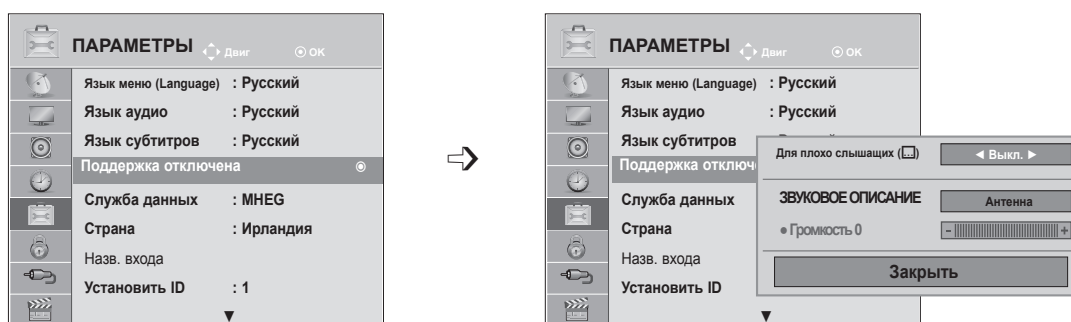 ПАРАМЕТРЫ Двиг OK
Язык меню (Language) : Русский
Язык аудио : Русский
Язык субтитров : Русский
Поддержка отключена
Служба данных : MHEG
Страна : Ирландия
Назв. входа
Установить ID : 1
▼
ПАРАМЕТРЫ Двиг OK
Язык меню (Language) : Русский
Язык аудио : Русский
Язык субтитров
Поддержка отключ
Служба данных
Страна
Назв. входа
Установить ID
▼
Для плохо слышащих ( ) ◄ Выкл. ►
ЗВУКОВОЕ ОПИСАНИЕ Антенна
● Громкость 0 - +
Закрыть